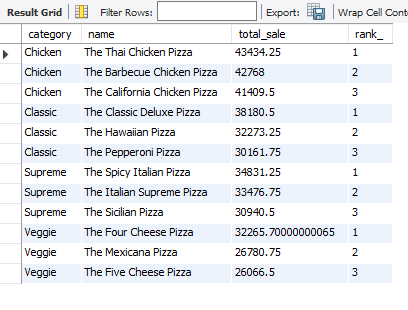 Result Grid Filter Rows: Export: Wrap Cell Conte
category name total_sale rank_
Chicken The Thai Chicken Pizza 43434.25 1
Chicken The Barbecue Chicken Pizza 42768 2
Chicken The California Chicken Pizza 41409.5 3
Classic The Classic Deluxe Pizza 38180.5 1
Classic The Hawaiian Pizza 32273.25 2
Classic The Pepperoni Pizza 30161.75 3
Supreme The Spicy Italian Pizza 34831.25 1
Supreme The Italian Supreme Pizza 33476.75 2
Supreme The Sicilian Pizza 30940.5 3
Veggie The Four Cheese Pizza 32265.70000000065 1
Veggie The Mexicana Pizza 26780.75 2
Veggie The Five Cheese Pizza 26066.5 3